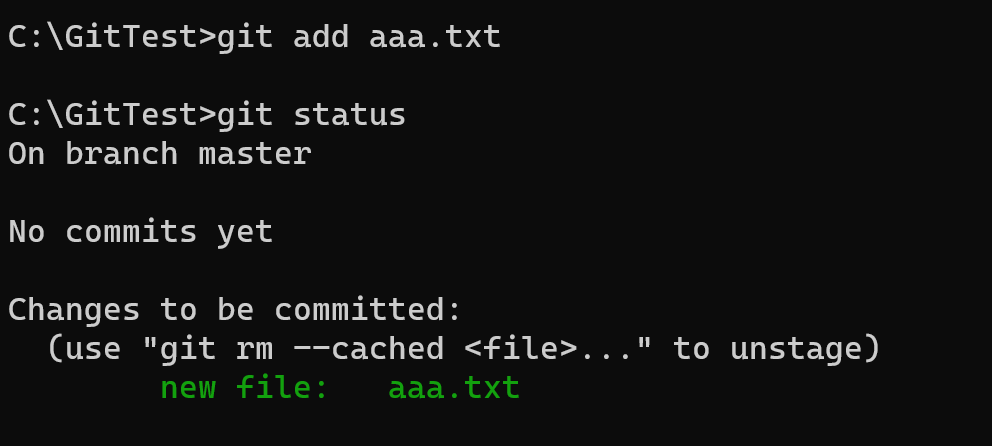 C:\GitTest>git add aaa.txt
C:\GitTest>git status
On branch master
No commits yet
Changes to be committed:
  (use "git rm --cached <file>..." to unstage)
        new file:   aaa.txt